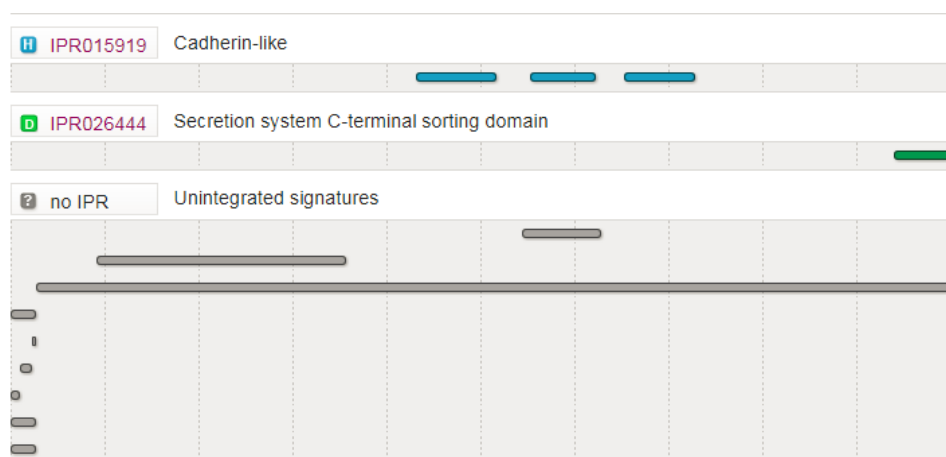 H IPR015919 Cadherin-like
D IPR026444 Secretion system C-terminal sorting domain
? no IPR Unintegrated signatures